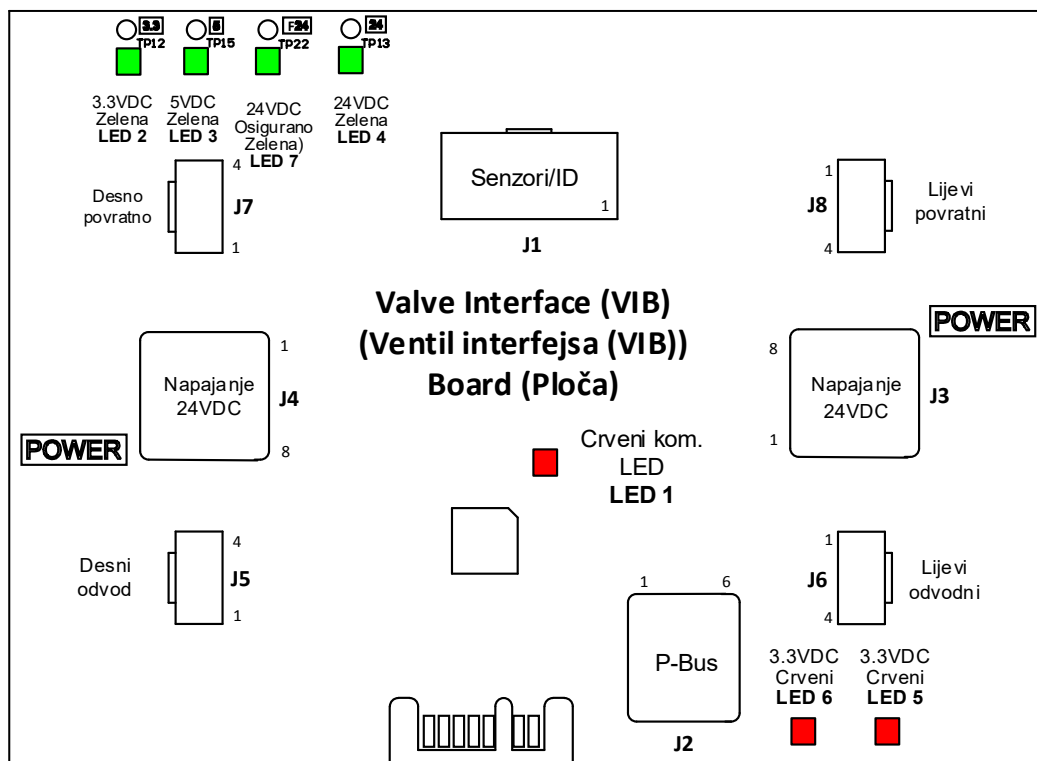 3.3
TP12
5
TP15
F24
TP22
24
TP13
3.3VDC
Zelena
LED 2
5VDC
Zelena
LED 3
24VDC
Osigurano
Zelena)
LED 7
24VDC
Zelena
LED 4
Desno
povratno
4
J7
1
Senzori/ID
1
J1
1
J8
4
Lijevi
povratni
Valve Interface (VIB)
(Ventil interfejsa (VIB))
Board (Ploča)
Napajanje
24VDC
1
J4
8
POWER
POWER
8
Napajanje
24VDC
J3
1
Crveni kom.
LED
LED 1
Desni
odvod
4
J5
1
1
J6
4
Lijevi
odvodni
1 6
P-Bus
J2
3.3VDC
Crveni
LED 6
3.3VDC
Crveni
LED 5